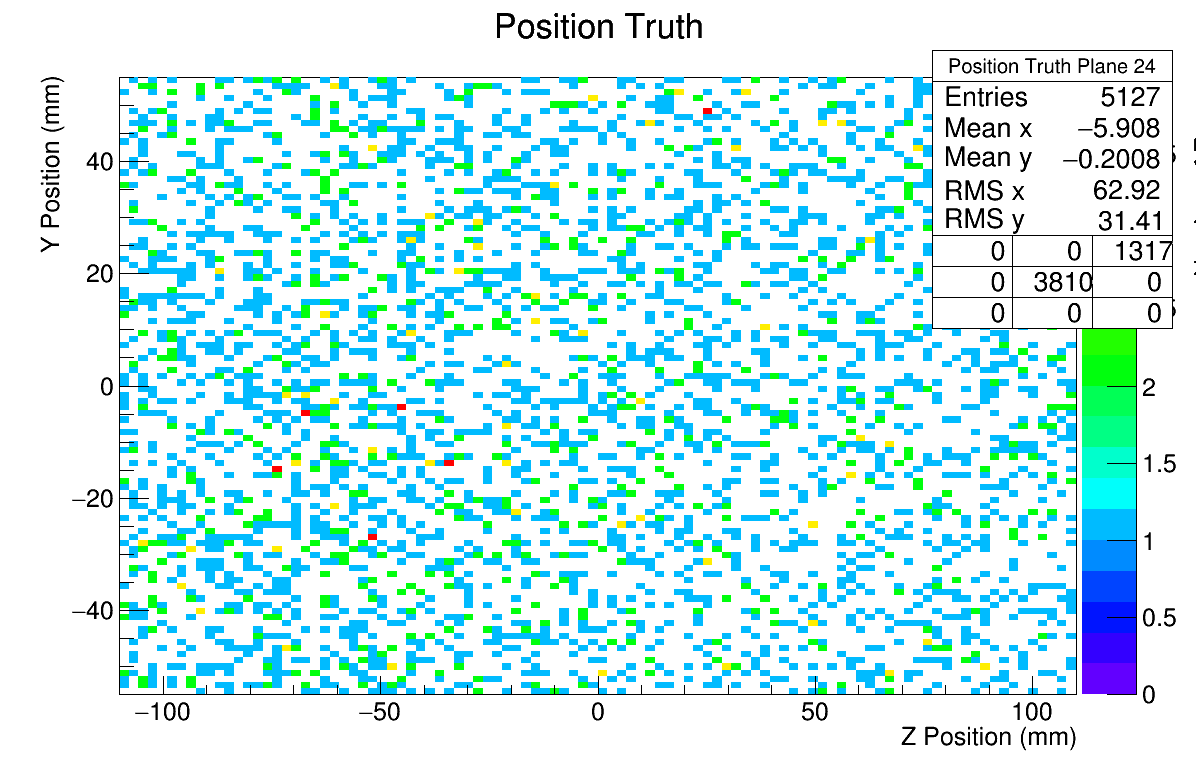 Position Truth
Y Position (mm)
Position Truth Plane 24
Entries 5127
Mean x −5.908
Mean y −0.2008
RMS x 62.92
RMS y 31.41
0 0 1317
0 3810 0
0 0 0
40
20
0
−20
−40
2
1.5
1
0.5
0
−100 −50 0 50 100
Z Position (mm)